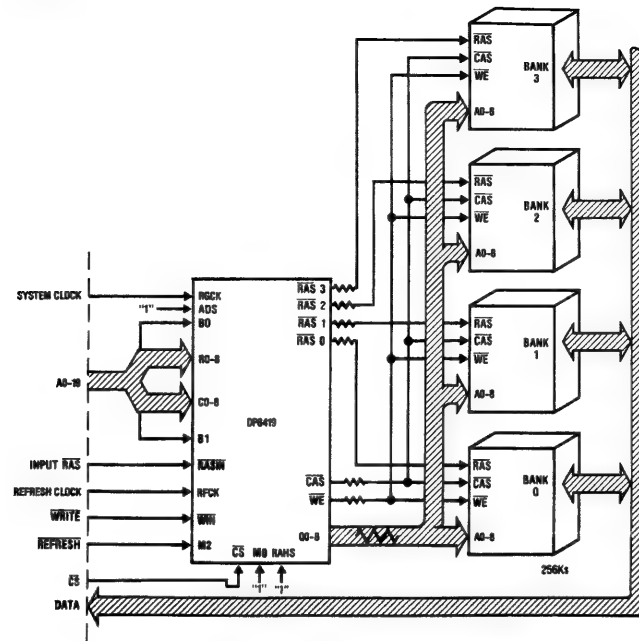 RAS
CAS
WE
A0-8
BANK
3
RAS
CAS
WE
A0-8
BANK
2
RAS
CAS
WE
A0-8
BANK
1
RAS
CAS
WE
A0-8
BANK
0
256Ks
SYSTEM CLOCK
"1"
A0-19
INPUT RAS
REFRESH CLOCK
WRITE
REFRESH
CS
DATA
RGCK
ADS
B0
R0-8
C0-8
B1
RASIN
RFCK
WIN
M2
DP8419
RAS 3
RAS 2
RAS 1
RAS 0
CAS
WE
Q0-8
CS
M0
RAHS
"1"